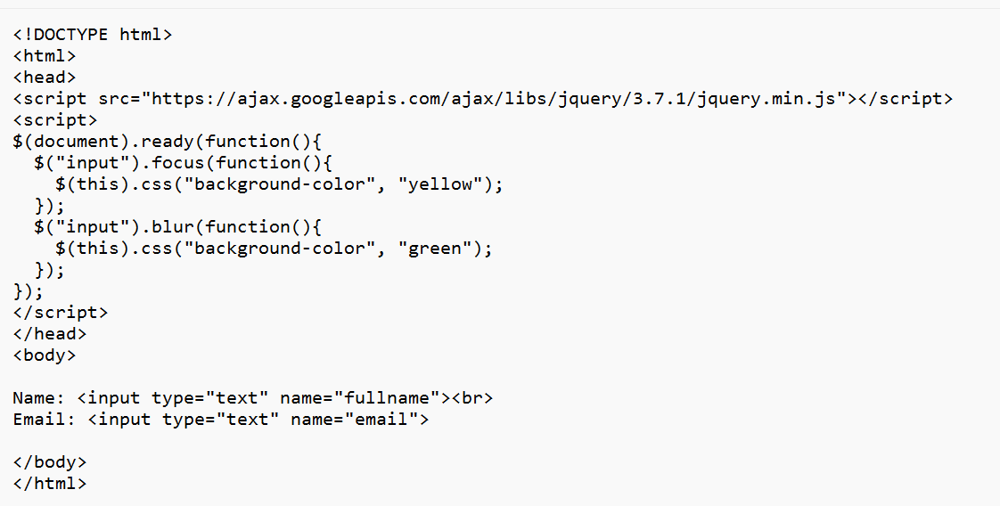 <!DOCTYPE html>
<html>
<head>
<script src="https://ajax.googleapis.com/ajax/libs/jquery/3.7.1/jquery.min.js"></script>
<script>
$(document).ready(function(){
  $("input").focus(function(){
    $(this).css("background-color", "yellow");
  });
  $("input").blur(function(){
    $(this).css("background-color", "green");
  });
});
</script>
</head>
<body>

Name: <input type="text" name="fullname"><br>
Email: <input type="text" name="email">

</body>
</html>